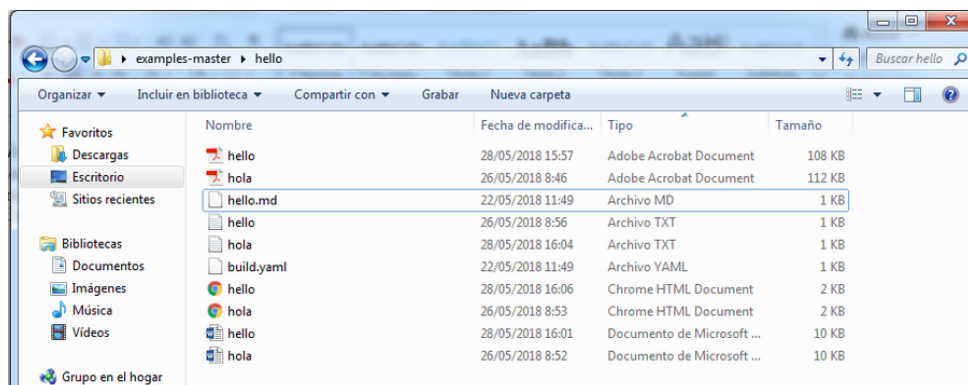 examples-master hello Buscar hello
Organizar Incluir en biblioteca Compartir con Grabar Nueva carpeta
Favoritos
Descargas
Escritorio
Sitios recientes
Bibliotecas
Documentos
Imágenes
Música
Vídeos
Grupo en el hogar
Nombre Fecha de modifica... Tipo Tamaño
hello 28/05/2018 15:57 Adobe Acrobat Document 108 KB
hola 26/05/2018 8:46 Adobe Acrobat Document 112 KB
hello.md 22/05/2018 11:49 Archivo MD 1 KB
hello 26/05/2018 8:56 Archivo TXT 1 KB
hola 28/05/2018 16:04 Archivo TXT 1 KB
build.yaml 22/05/2018 11:49 Archivo YAML 1 KB
hello 28/05/2018 16:06 Chrome HTML Document 2 KB
hola 26/05/2018 8:53 Chrome HTML Document 2 KB
hello 28/05/2018 16:01 Documento de Microsoft ... 10 KB
hola 26/05/2018 8:52 Documento de Microsoft ... 10 KB